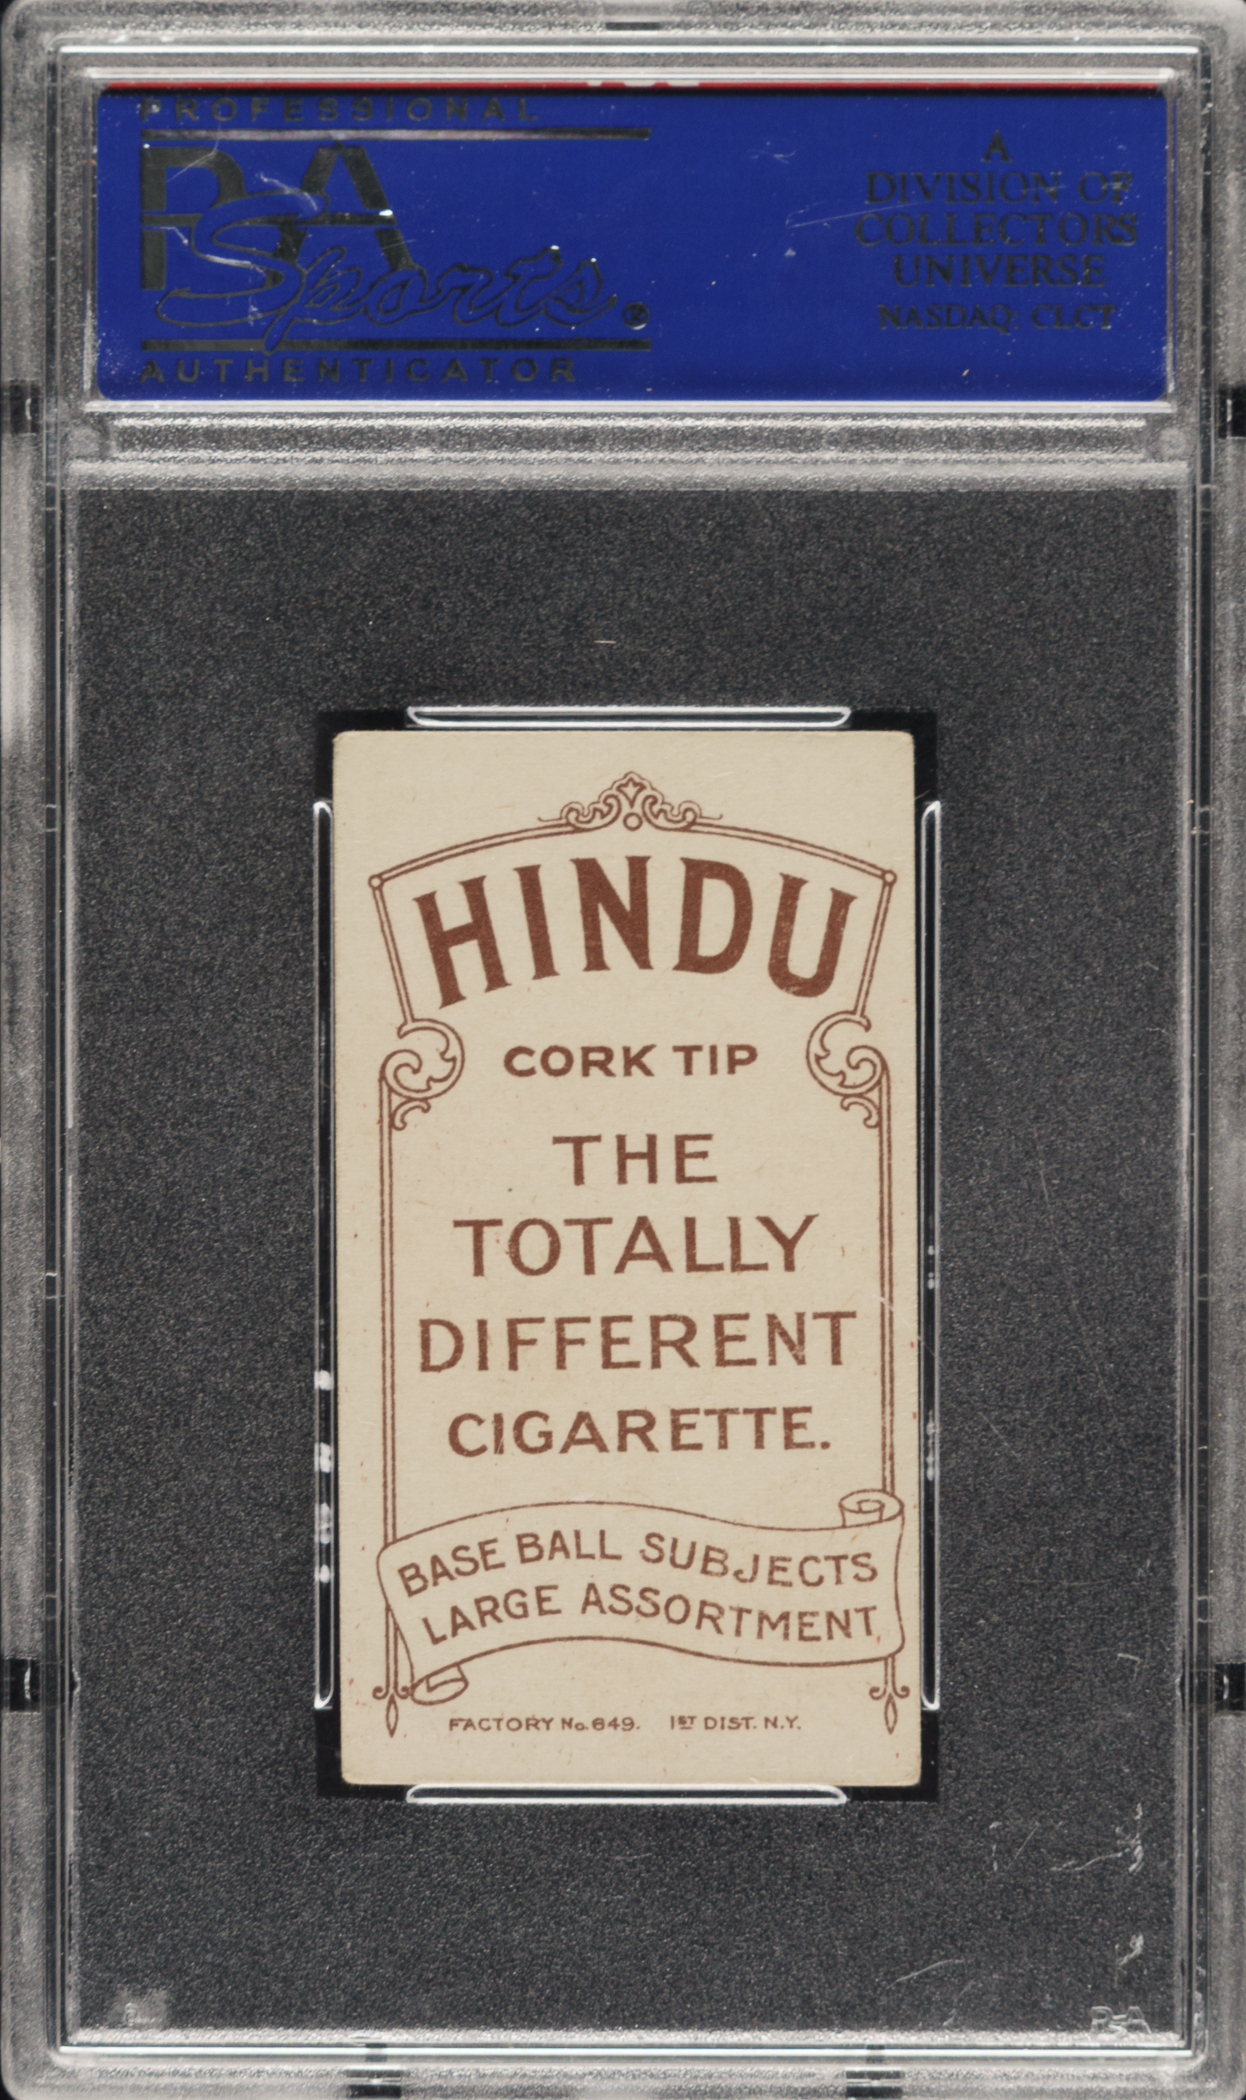 PROFESSIONAL
PSA
Sports®
AUTHENTICATOR
A
DIVISION OF
COLLECTORS
UNIVERSE
NASDAQ: CLCT
HINDU
CORK TIP
THE
TOTALLY
DIFFERENT
CIGARETTE.
BASE BALL SUBJECTS
LARGE ASSORTMENT
FACTORY No. 649. 1ST DIST. N.Y.
PSA